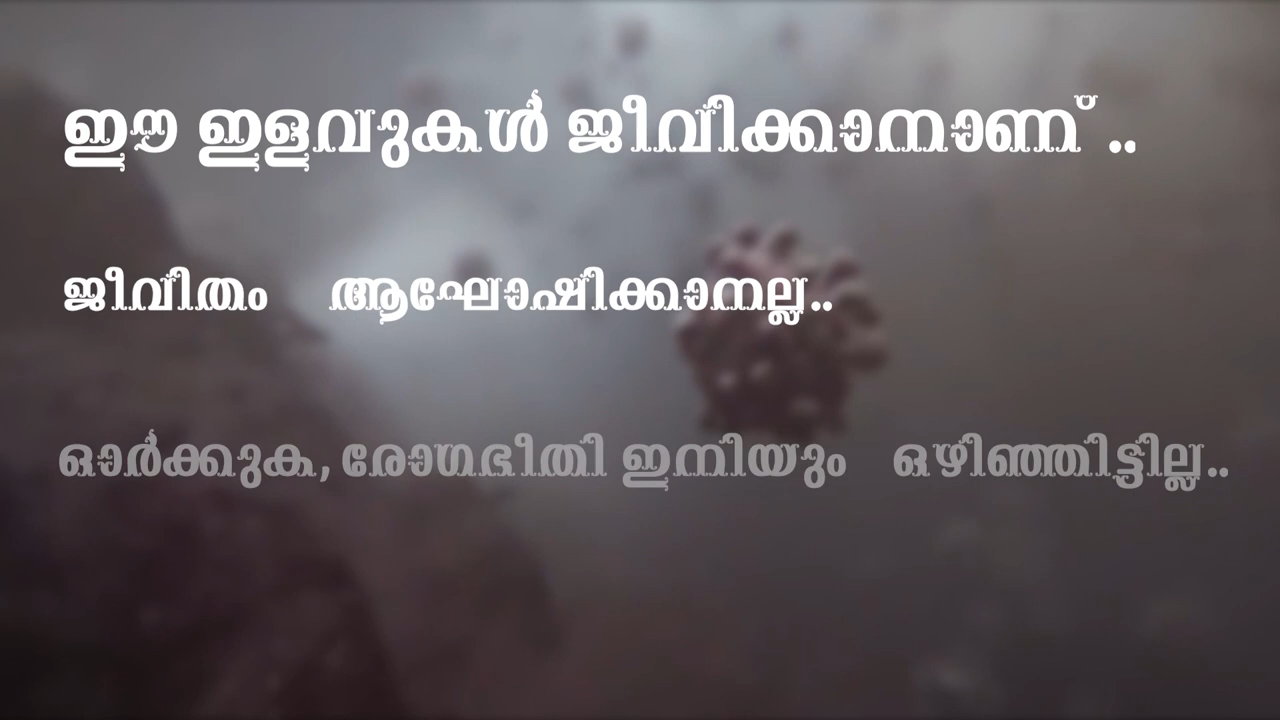 ഈ ഇളവുകൾ ജീവിക്കാനാണ് ..
ജീവിതം ആഘോഷിക്കാനല്ല..
ഓർക്കുക, രോഗഭീതി ഇനിയും ഒഴിഞ്ഞിട്ടില്ല..